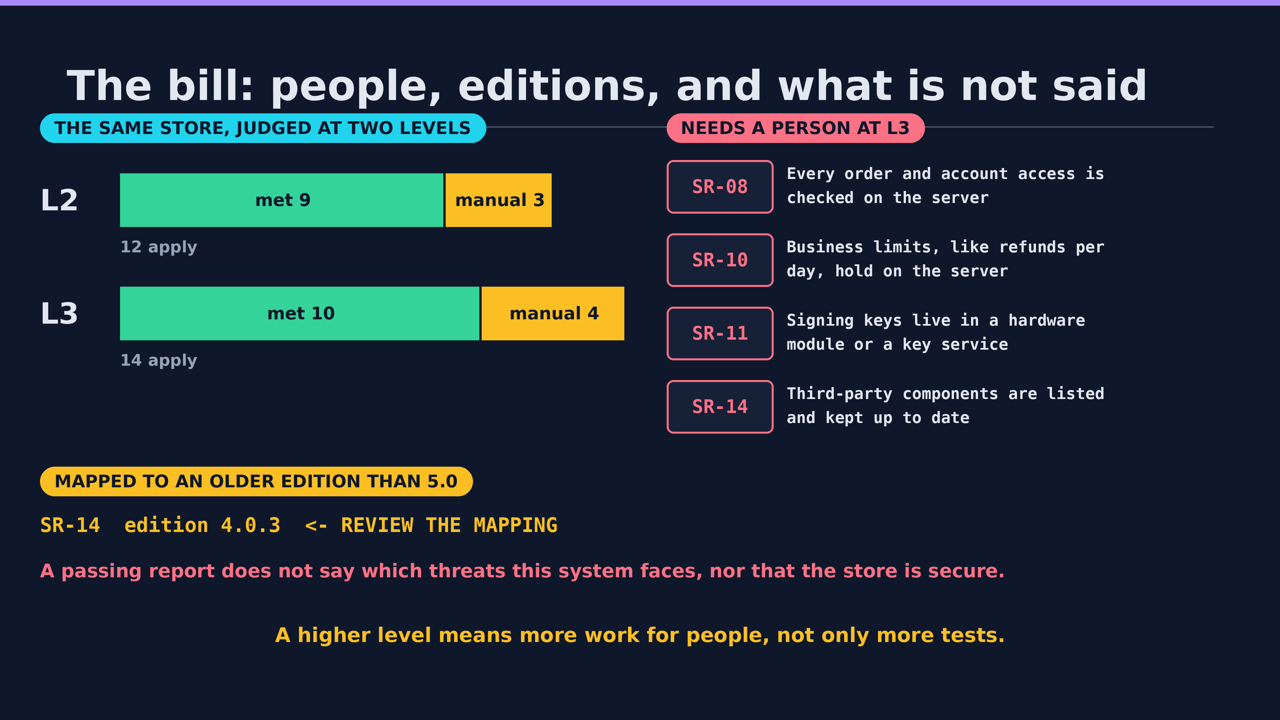 The bill: people, editions, and what is not said
THE SAME STORE, JUDGED AT TWO LEVELS
L2
met 9
manual 3
12 apply
L3
met 10
manual 4
14 apply
NEEDS A PERSON AT L3
SR-08
Every order and account access is
checked on the server
SR-10
Business limits, like refunds per
day, hold on the server
SR-11
Signing keys live in a hardware
module or a key service
SR-14
Third-party components are listed
and kept up to date
MAPPED TO AN OLDER EDITION THAN 5.0
SR-14  edition 4.0.3  <- REVIEW THE MAPPING
A passing report does not say which threats this system faces, nor that the store is secure.
A higher level means more work for people, not only more tests.